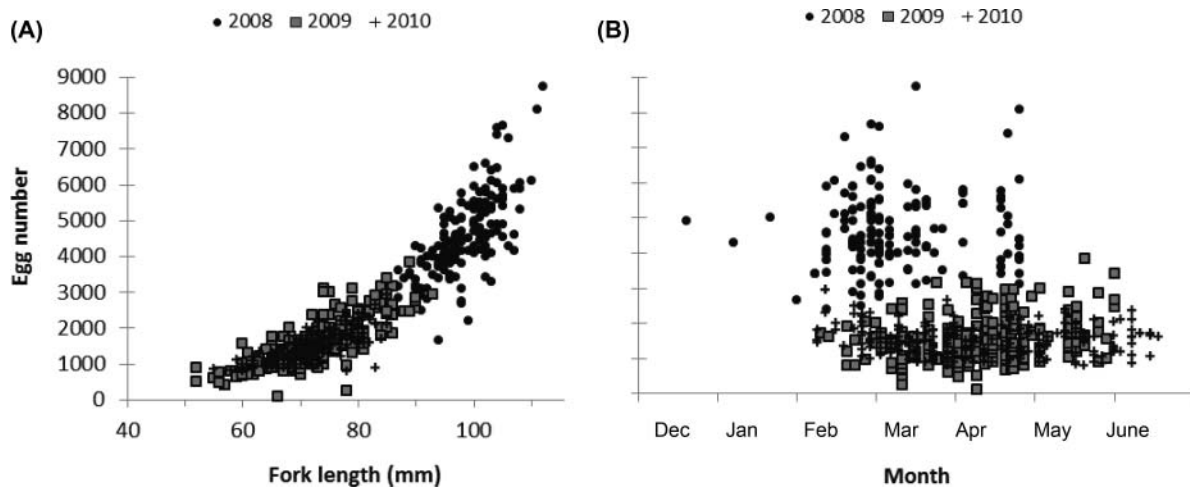 ● 2008 ■ 2009 + 2010
(A)
Egg number
9000
8000
7000
6000
5000
4000
3000
2000
1000
0
40 60 80 100
Fork length (mm)
● 2008 ■ 2009 + 2010
(B)
Dec Jan Feb Mar Apr May June
Month